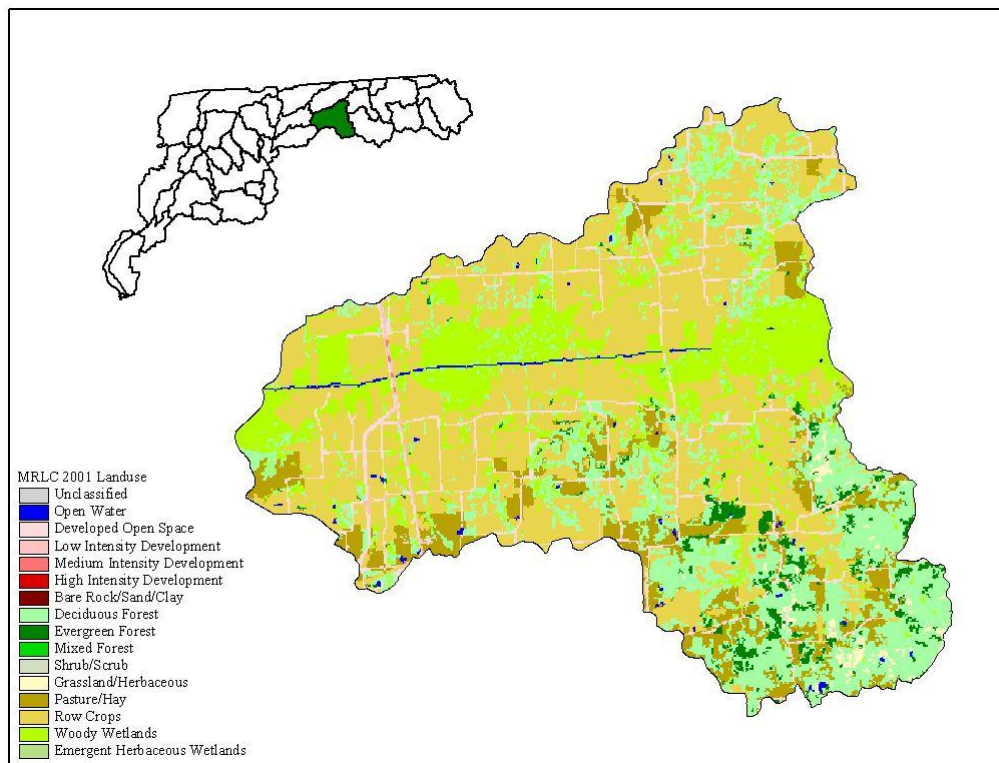 MRLC 2001 Landuse
Unclassified
Open Water
Developed Open Space
Low Intensity Development
Medium Intensity Development
High Intensity Development
Bare Rock/Sand/Clay
Deciduous Forest
Evergreen Forest
Mixed Forest
Shrub/Scrub
Grassland/Herbaceous
Pasture/Hay
Row Crops
Woody Wetlands
Emergent Herbaceous Wetlands